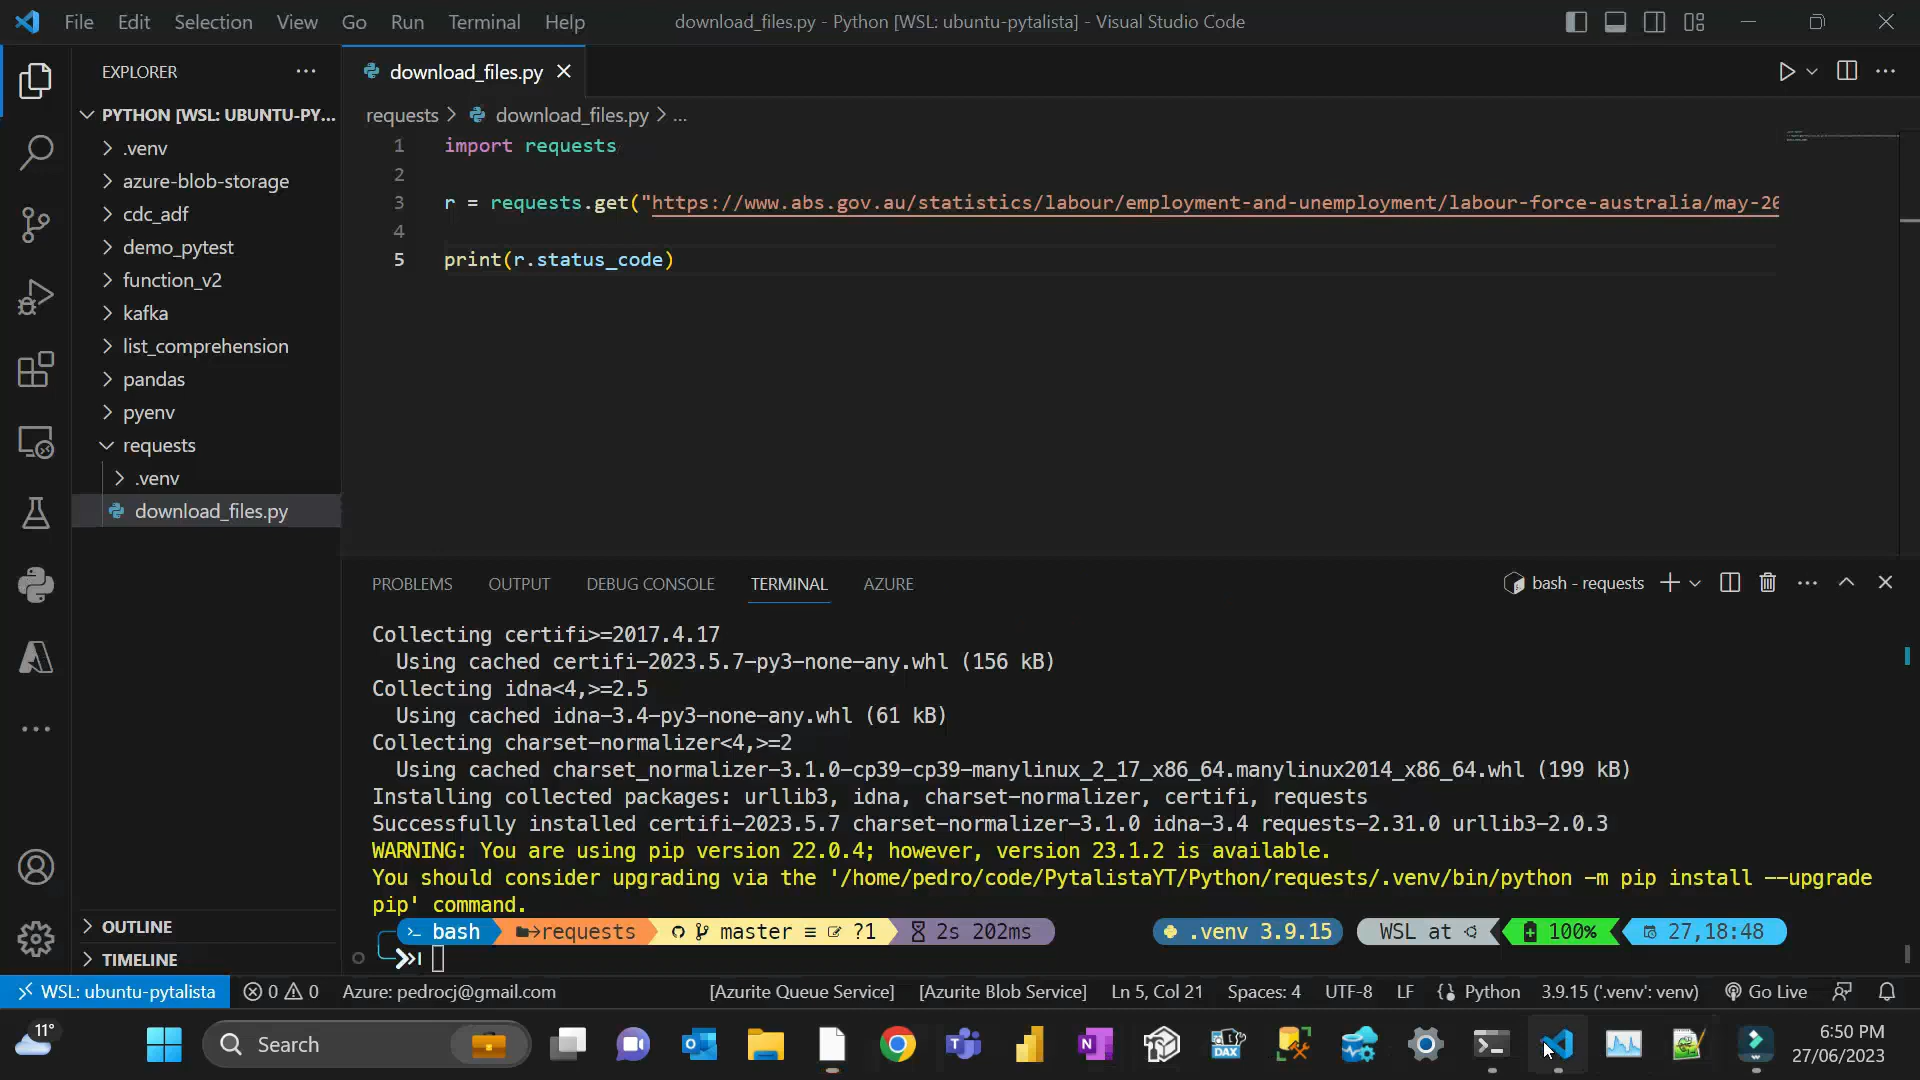 File Edit Selection View Go Run Terminal Help
download_files.py - Python [WSL: ubuntu-pytalista] - Visual Studio Code
EXPLORER
PYTHON [WSL: UBUNTU-PY...
.venv
azure-blob-storage
cdc_adf
demo_pytest
function_v2
kafka
list_comprehension
pandas
pyenv
requests
.venv
download_files.py
OUTLINE
TIMELINE
download_files.py
requests > download_files.py > ...
1 import requests
2
3 r = requests.get("https://www.abs.gov.au/statistics/labour/employment-and-unemployment/labour-force-australia/may-20
4
5 print(r.status_code)
PROBLEMS OUTPUT DEBUG CONSOLE TERMINAL AZURE
bash - requests
Collecting certifi>=2017.4.17
Using cached certifi-2023.5.7-py3-none-any.whl (156 kB)
Collecting idna<4,>=2.5
Using cached idna-3.4-py3-none-any.whl (61 kB)
Collecting charset-normalizer<4,>=2
Using cached charset_normalizer-3.1.0-cp39-cp39-manylinux_2_17_x86_64.manylinux2014_x86_64.whl (199 kB)
Installing collected packages: urllib3, idna, charset-normalizer, certifi, requests
Successfully installed certifi-2023.5.7 charset-normalizer-3.1.0 idna-3.4 requests-2.31.0 urllib3-2.0.3
WARNING: You are using pip version 22.0.4; however, version 23.1.2 is available.
You should consider upgrading via the '/home/pedro/code/PytalistaYT/Python/requests/.venv/bin/python -m pip install --upgrade
pip' command.
bash requests master ≡ ?1 2s 202ms .venv 3.9.15 WSL at 100% 27,18:48
WSL: ubuntu-pytalista 0 0 Azure: pedrocj@gmail.com [Azurite Queue Service] [Azurite Blob Service] Ln 5, Col 21 Spaces: 4 UTF-8 LF Python 3.9.15 ('.venv': venv) Go Live
11° Search DAX 6:50 PM
27/06/2023